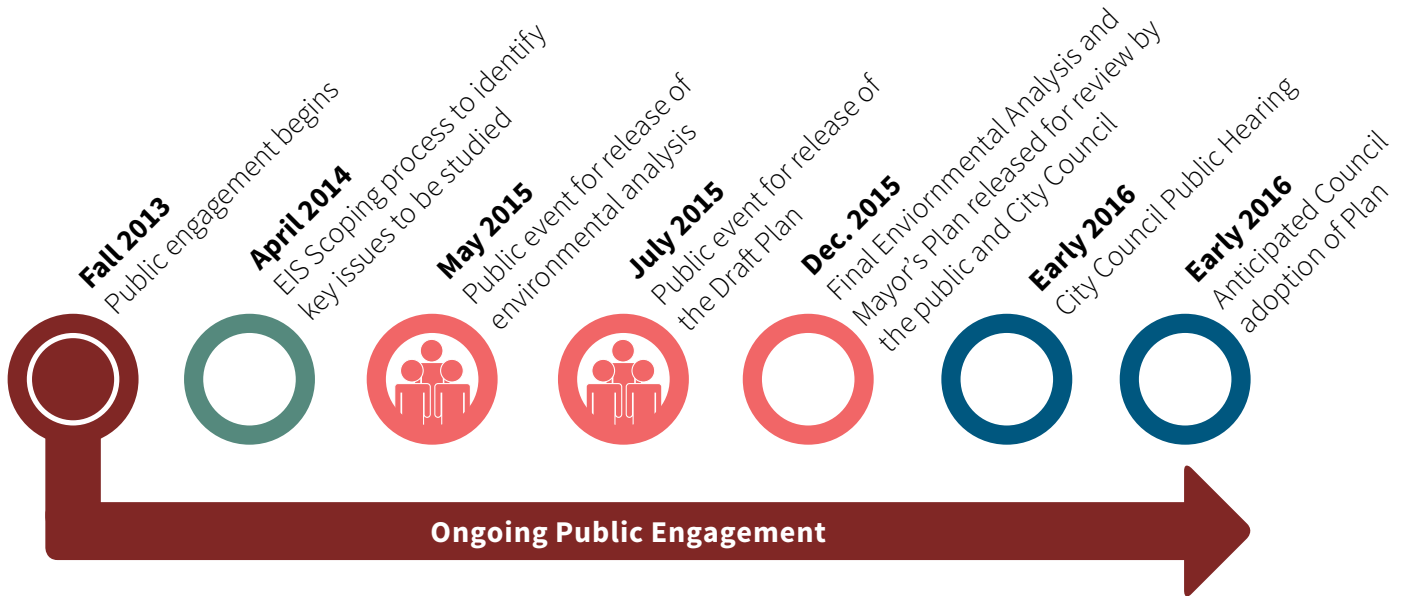 Fall 2013
Public engagement begins
April 2014
EIS Scoping process to identify
key issues to be studied
May 2015
Public event for release of
environmental analysis
July 2015
Public event for release of
the Draft Plan
Dec. 2015
Final Enviornmental Analysis and
Mayor’s Plan released for review by
the public and City Council
Early 2016
City Council Public Hearing
Early 2016
Anticipated Council
adoption of Plan
Ongoing Public Engagement